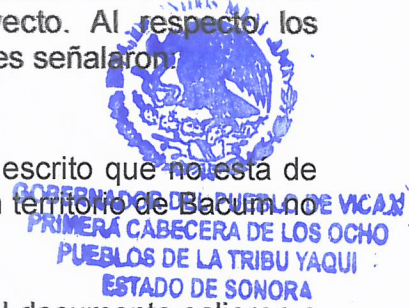 ecto. Al respecto los
es señalaron:
escrito que no está de
territorio de Bacum no
GOBERNADOR DEL PUEBLO DE VICAM
PRIMERA CABECERA DE LOS OCHO
PUEBLOS DE LA TRIBU YAQUI
ESTADO DE SONORA